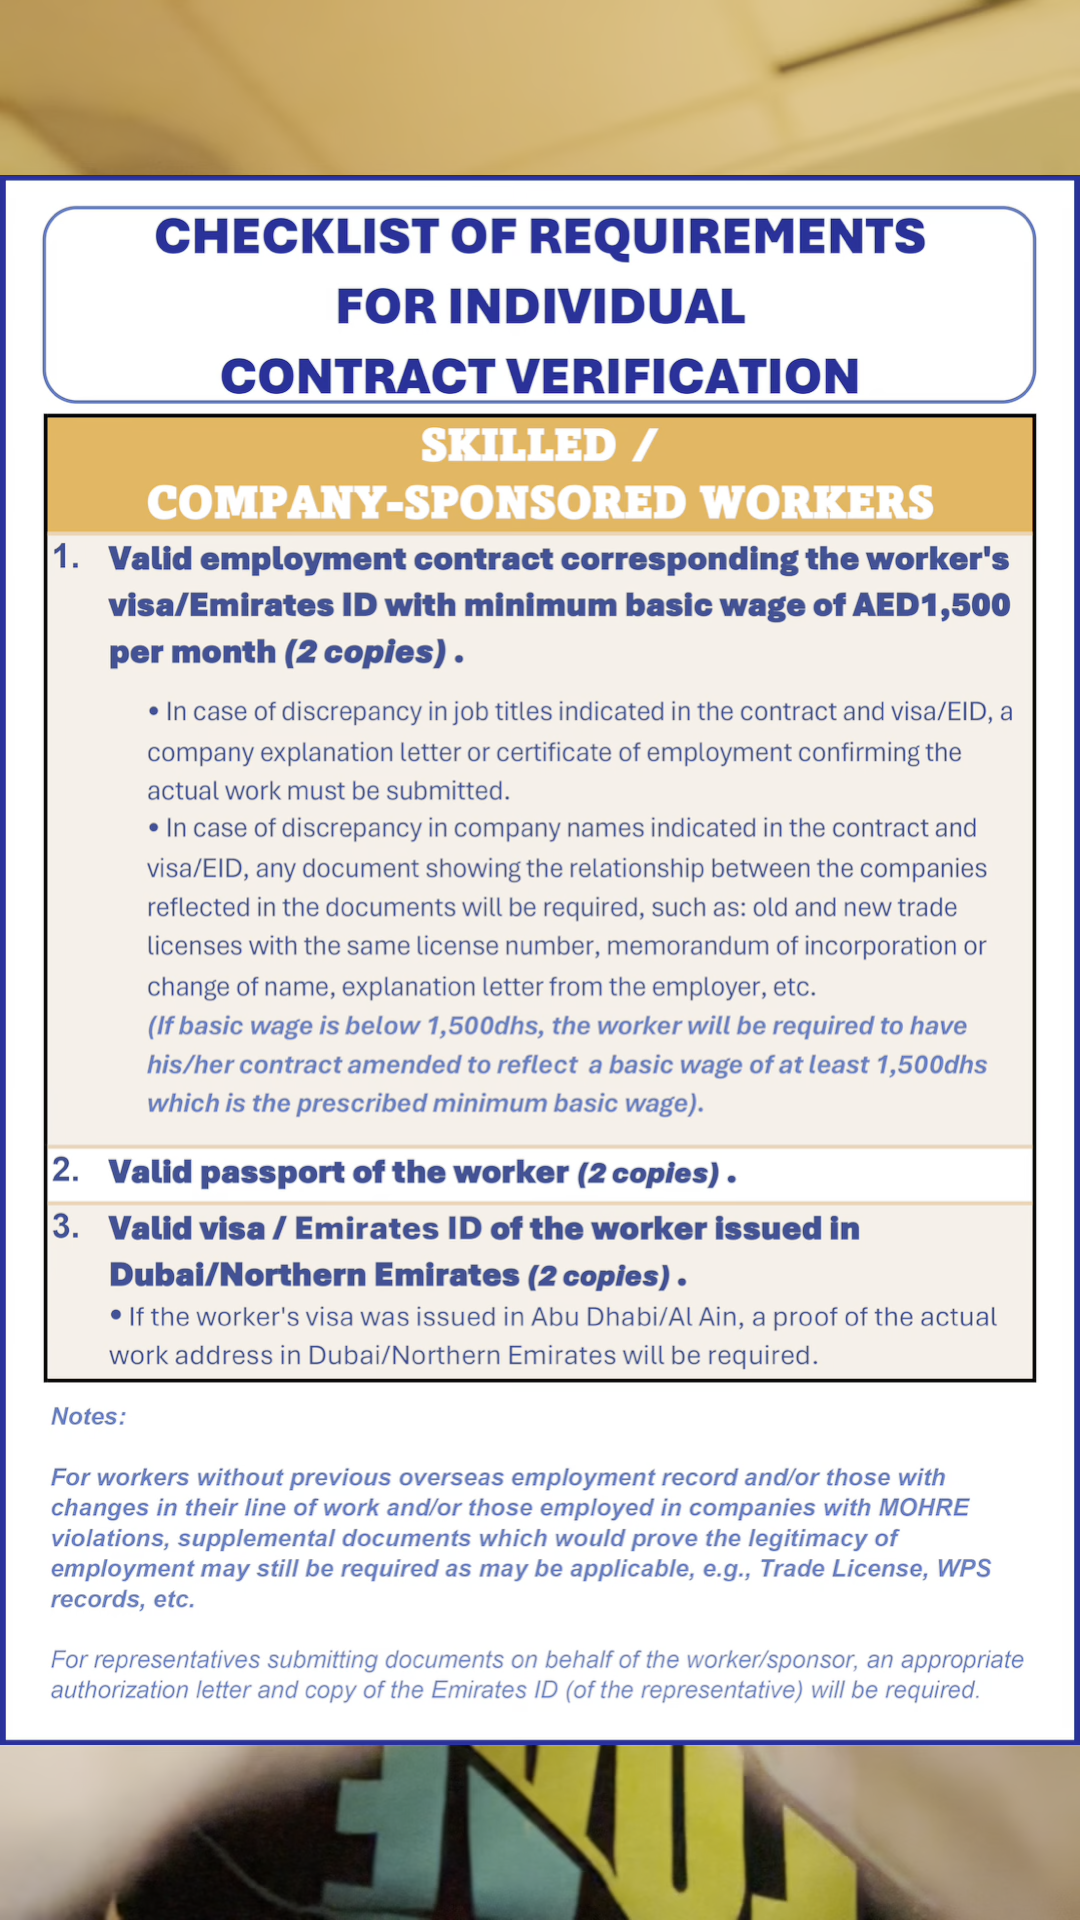 CHECKLIST OF REQUIREMENTS
FOR INDIVIDUAL
CONTRACT VERIFICATION
SKILLED /
COMPANY-SPONSORED WORKERS
1. Valid employment contract corresponding the worker's
visa/Emirates ID with minimum basic wage of AED1,500
per month (2 copies) .
• In case of discrepancy in job titles indicated in the contract and visa/EID, a
company explanation letter or certificate of employment confirming the
actual work must be submitted.
• In case of discrepancy in company names indicated in the contract and
visa/EID, any document showing the relationship between the companies
reflected in the documents will be required, such as: old and new trade
licenses with the same license number, memorandum of incorporation or
change of name, explanation letter from the employer, etc.
(If basic wage is below 1,500dhs, the worker will be required to have
his/her contract amended to reflect a basic wage of at least 1,500dhs
which is the prescribed minimum basic wage).
2. Valid passport of the worker (2 copies) .
3. Valid visa / Emirates ID of the worker issued in
Dubai/Northern Emirates (2 copies) .
• If the worker's visa was issued in Abu Dhabi/Al Ain, a proof of the actual
work address in Dubai/Northern Emirates will be required.
Notes:
For workers without previous overseas employment record and/or those with
changes in their line of work and/or those employed in companies with MOHRE
violations, supplemental documents which would prove the legitimacy of
employment may still be required as may be applicable, e.g., Trade License, WPS
records, etc.
For representatives submitting documents on behalf of the worker/sponsor, an appropriate
authorization letter and copy of the Emirates ID (of the representative) will be required.